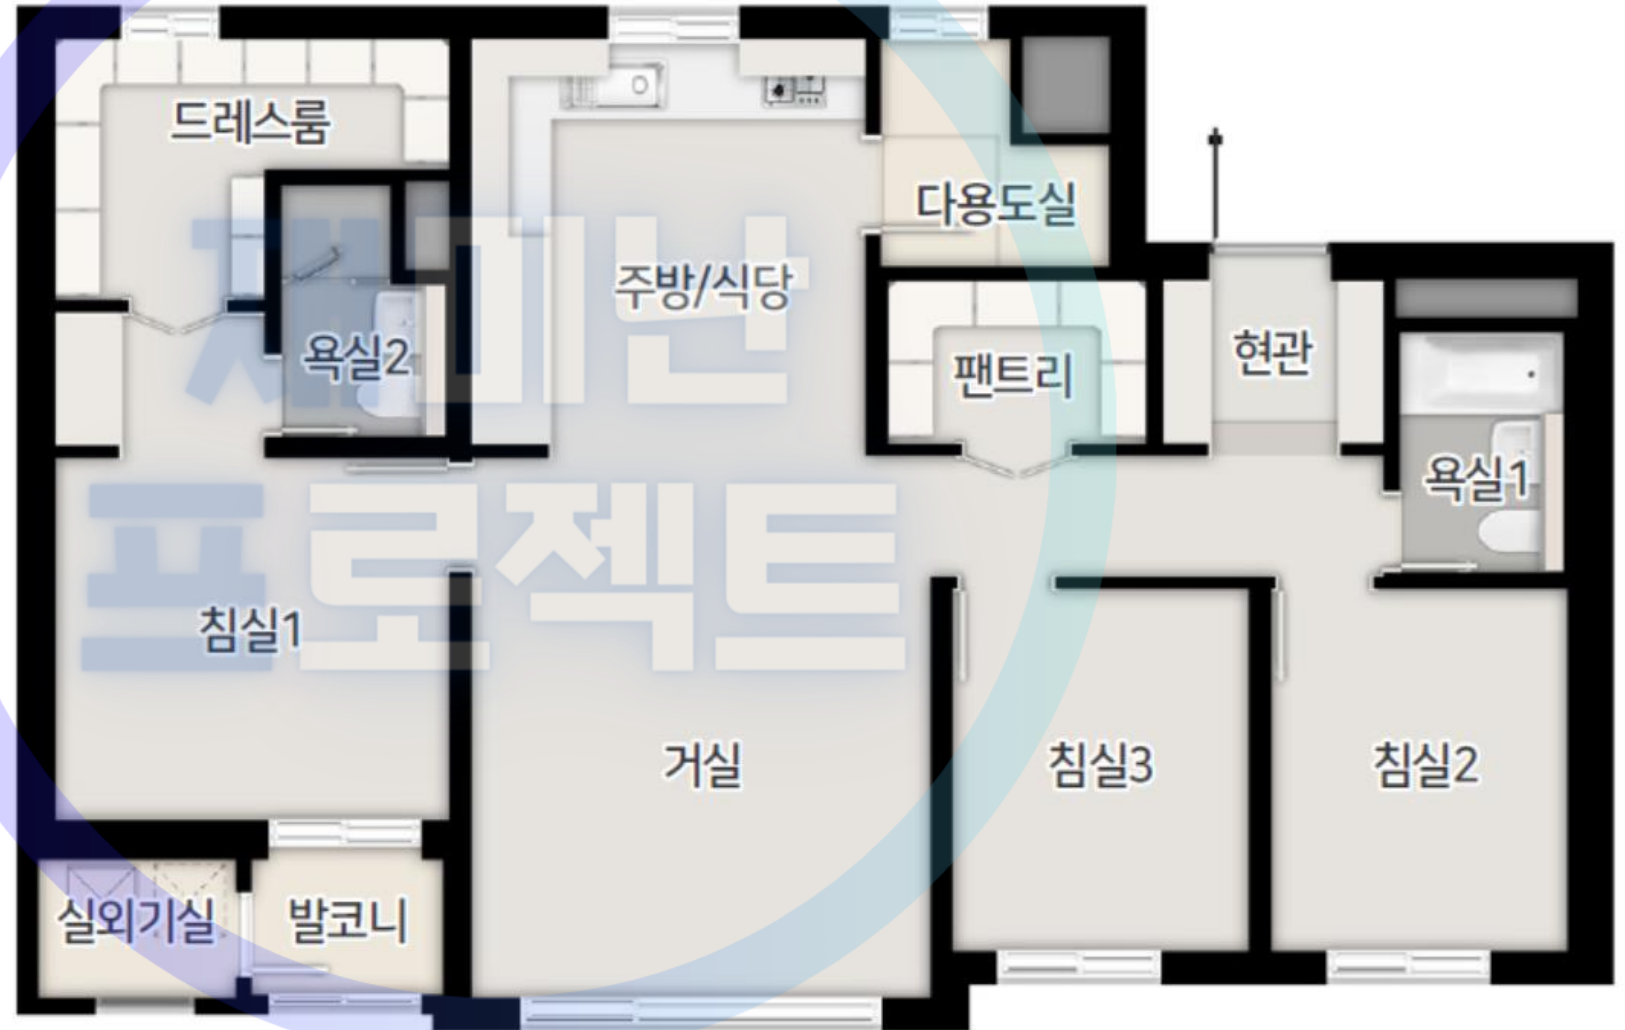 드레스룸
다용도실
주방/식당
욕실2
팬트리
현관
욕실1
재미난
프로젝트
침실1
거실
침실3
침실2
실외기실
발코니